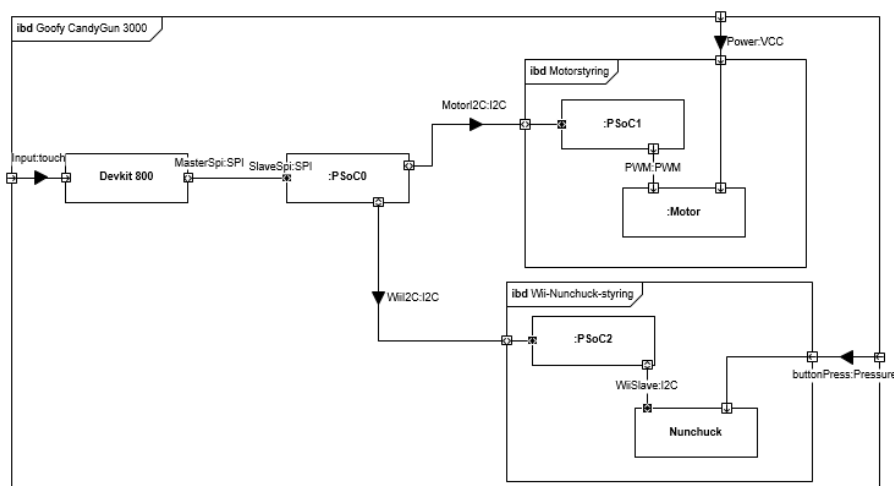 ibd Goofy CandyGun 3000
Power:VCC
ibd Motorstyring
MotorI2C:I2C
:PSoC1
Input:touch
MasterSpi:SPI
SlaveSpi:SPI
Devkit 800
:PSoC0
PWM:PWM
:Motor
WiiI2C:I2C
ibd Wii-Nunchuck-styring
:PSoC2
buttonPress:Pressure
WiiSlave:I2C
Nunchuck